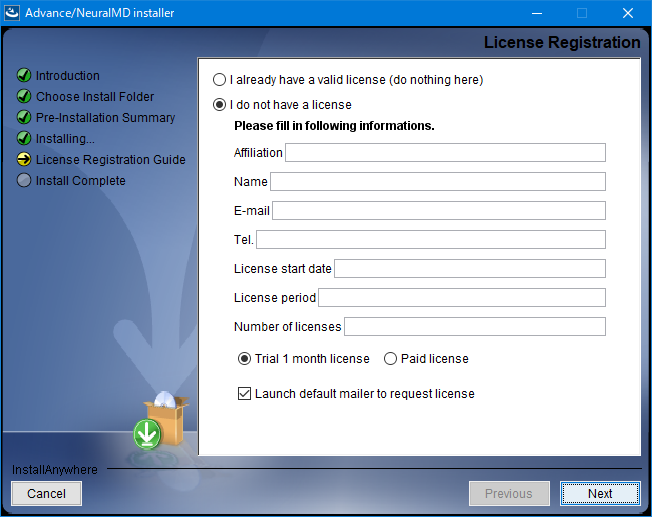 Advance/NeuralMD installer
License Registration
Introduction
Choose Install Folder
Pre-Installation Summary
Installing...
License Registration Guide
Install Complete
I already have a valid license (do nothing here)
I do not have a license
Please fill in following informations.
Affiliation
Name
E-mail
Tel.
License start date
License period
Number of licenses
Trial 1 month license Paid license
Launch default mailer to request license
InstallAnywhere
Cancel Previous Next